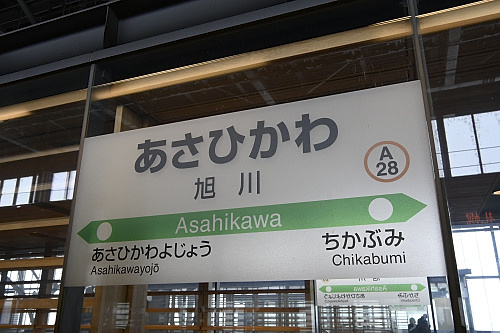 あさひかわ
旭川
A
28
Asahikawa
あさひかわよじょう
Asahikawayojō
ちかぶみ
Chikabumi